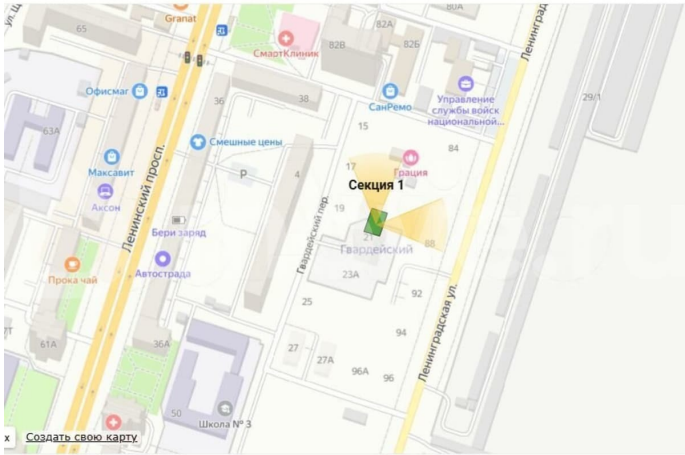 ул. Щ
Granat
80А
65
СмартКлиник
82А
82Б
82В
Ленинград
Офисмаг
СанРемо
Управление
службы войск
национальной...
29/1
36
38
63А
15
84
Смешные цены
Максавит
17
Грация
4
Р
Секция 1
Аксон
Ленинский просп.
19
Бери заряд
21
88
Гвардейский
Гвардейский пер.
Прока чай
Автострада
23А
92
25
Ленинградская ул.
94
61А
36А
27
27А
96А
96
50
Школа № 3
х
Создать свою карту